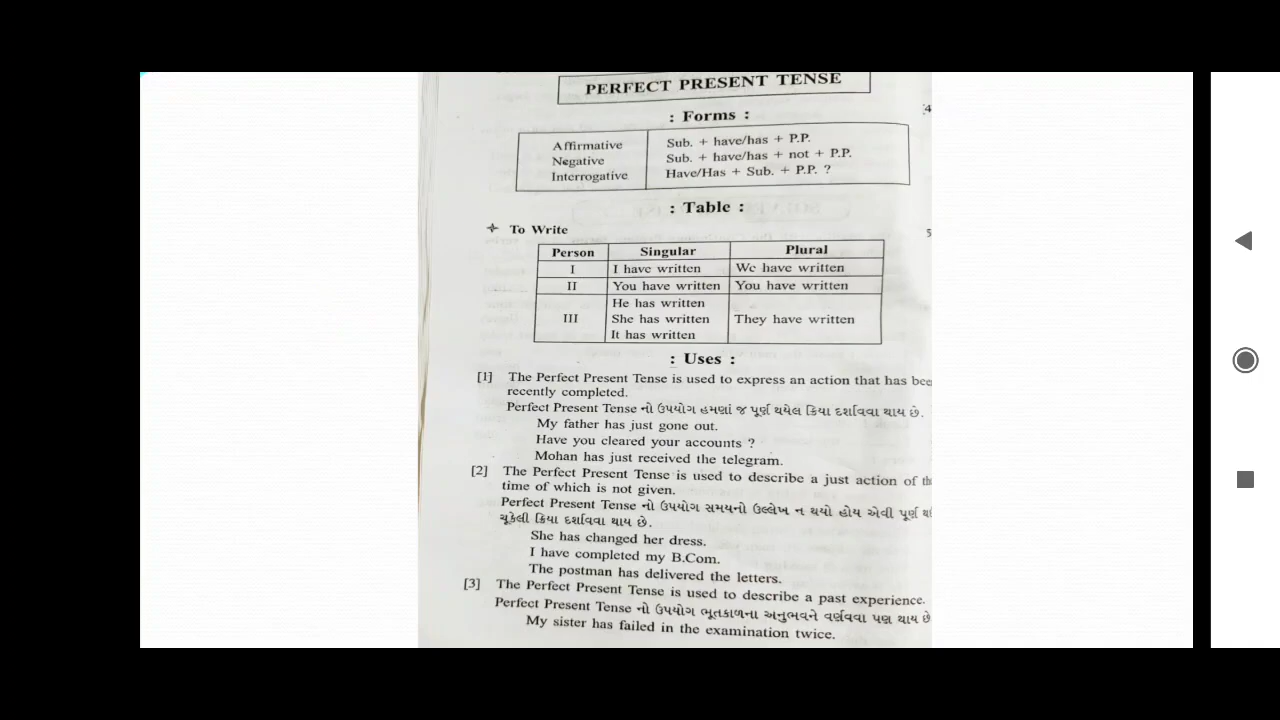 PERFECT PRESENT TENSE
[4
: Forms :
Affirmative Sub. + have/has + P.P.
Negative Sub. + have/has + not + P.P.
Interrogative Have/Has + Sub. + P.P. ?
: Table :
To Write
5
Person Singular Plural
I I have written We have written
II You have written You have written
He has written
III She has written They have written
It has written
: Uses :
[1] The Perfect Present Tense is used to express an action that has bee
recently completed.
Perfect Present Tense નો ઉપયોગ હમણાં જ પૂર્ણ થયેલ ક્રિયા દર્શાવવા થાય છે.
My father has just gone out.
Have you cleared your accounts ?
Mohan has just received the telegram.
[2] The Perfect Present Tense is used to describe a just action of th
time of which is not given.
Perfect Present Tense નો ઉપયોગ સમયનો ઉલ્લેખ ન થયો હોય એવી પૂર્ણ થઈ
ચૂકેલી ક્રિયા દર્શાવવા થાય છે.
She has changed her dress.
I have completed my B.Com.
The postman has delivered the letters.
[3] The Perfect Present Tense is used to describe a past experience.
Perfect Present Tense નો ઉપયોગ ભૂતકાળના અનુભવને વર્ણવવા પણ થાય છે
My sister has failed in the examination twice.